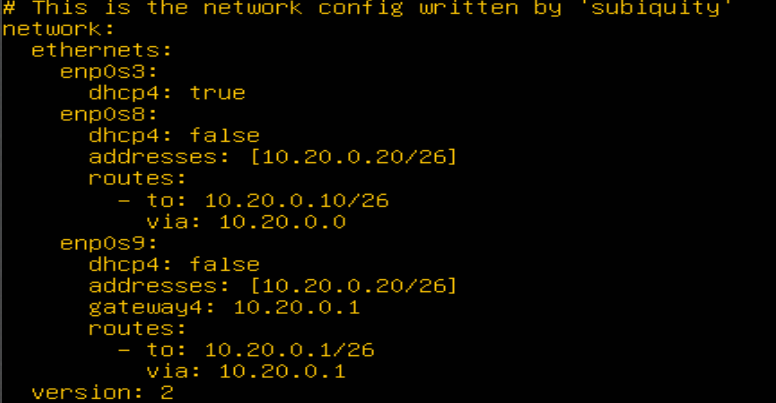 # This is the network config written by 'subiquity'
network:
  ethernets:
    enp0s3:
      dhcp4: true
    enp0s8:
      dhcp4: false
      addresses: [10.20.0.20/26]
      routes:
        - to: 10.20.0.10/26
          via: 10.20.0.0
    enp0s9:
      dhcp4: false
      addresses: [10.20.0.20/26]
      gateway4: 10.20.0.1
      routes:
        - to: 10.20.0.1/26
          via: 10.20.0.1
  version: 2